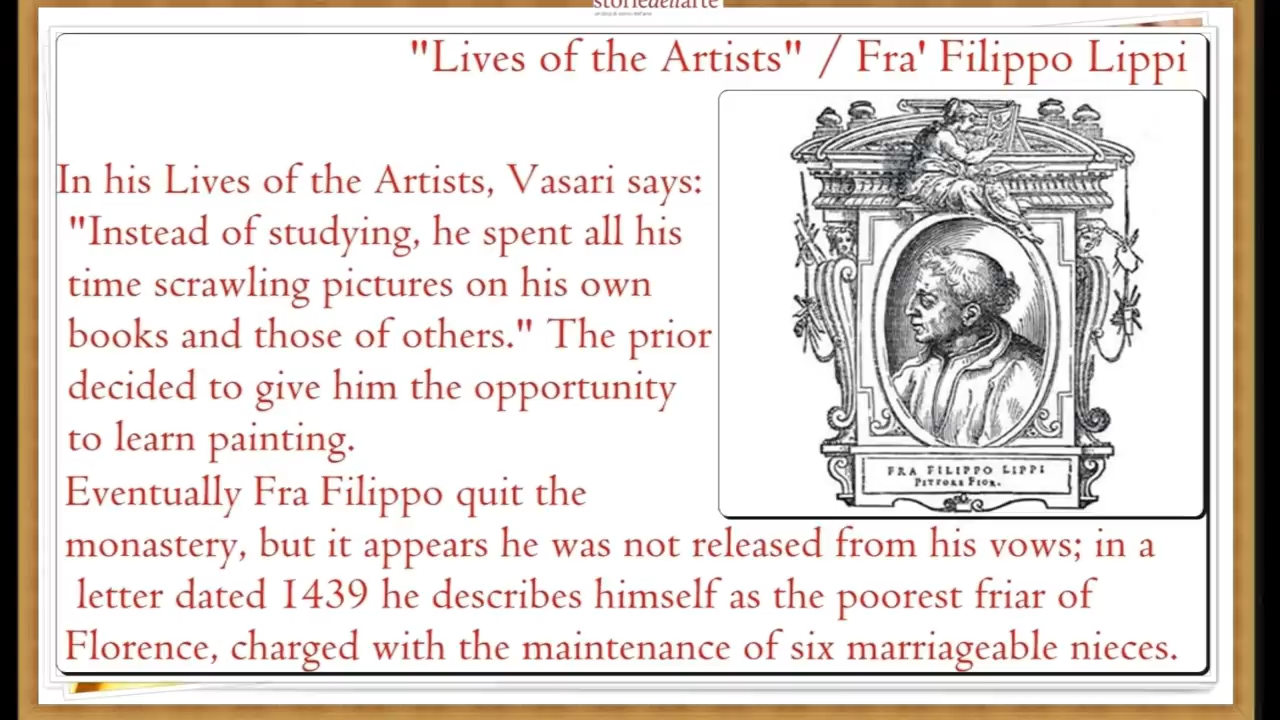 storiedellarte
"Lives of the Artists" / Fra' Filippo Lippi
In his Lives of the Artists, Vasari says:
"Instead of studying, he spent all his
time scrawling pictures on his own
books and those of others." The prior
decided to give him the opportunity
to learn painting.
Eventually Fra Filippo quit the
monastery, but it appears he was not released from his vows; in a
letter dated 1439 he describes himself as the poorest friar of
Florence, charged with the maintenance of six marriageable nieces.
FRA FILIPPO LIPPI
PITTORE FIOR.